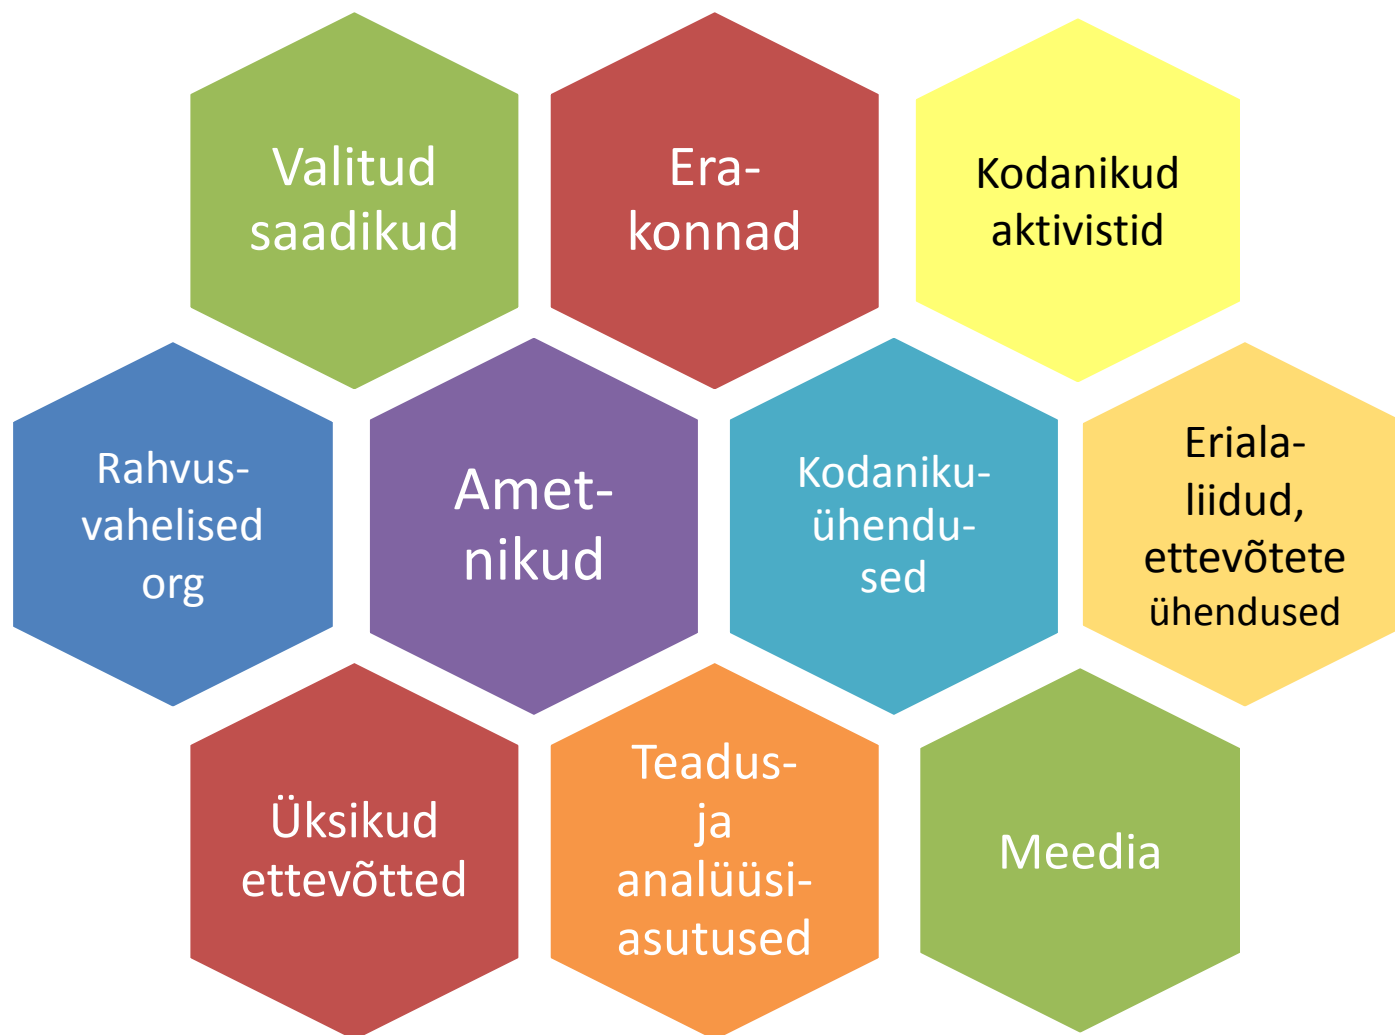 Valitud
saadikud
Era-
konnad
Kodanikud
aktivistid
Rahvus-
vahelised
org
Amet-
nikud
Kodaniku-
ühendu-
sed
Eriala-
liidud,
ettevõtete
ühendused
Üksikud
ettevõtted
Teadus-
ja
analüüsi-
asutused
Meedia